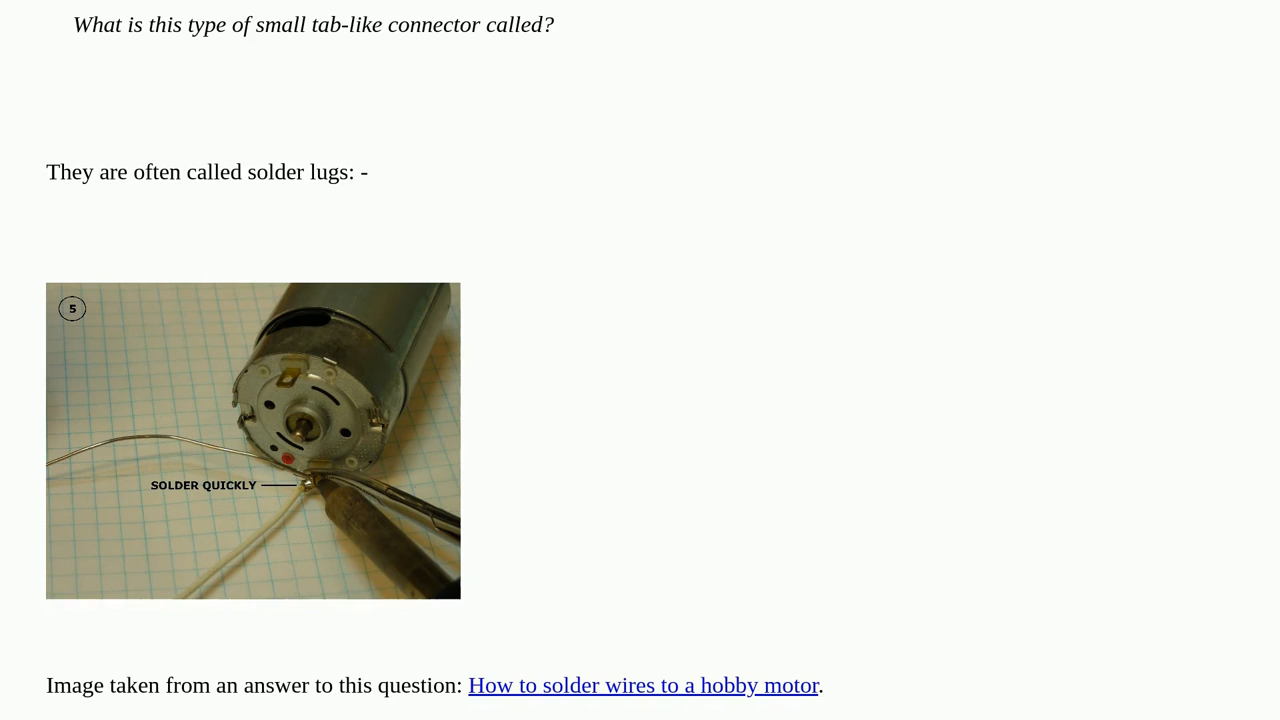 What is this type of small tab-like connector called?
They are often called solder lugs: -
5
SOLDER QUICKLY
Image taken from an answer to this question: How to solder wires to a hobby motor.